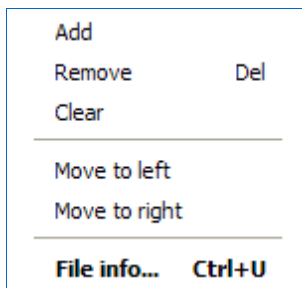 Add
Remove Del
Clear
Move to left
Move to right
File info... Ctrl+U